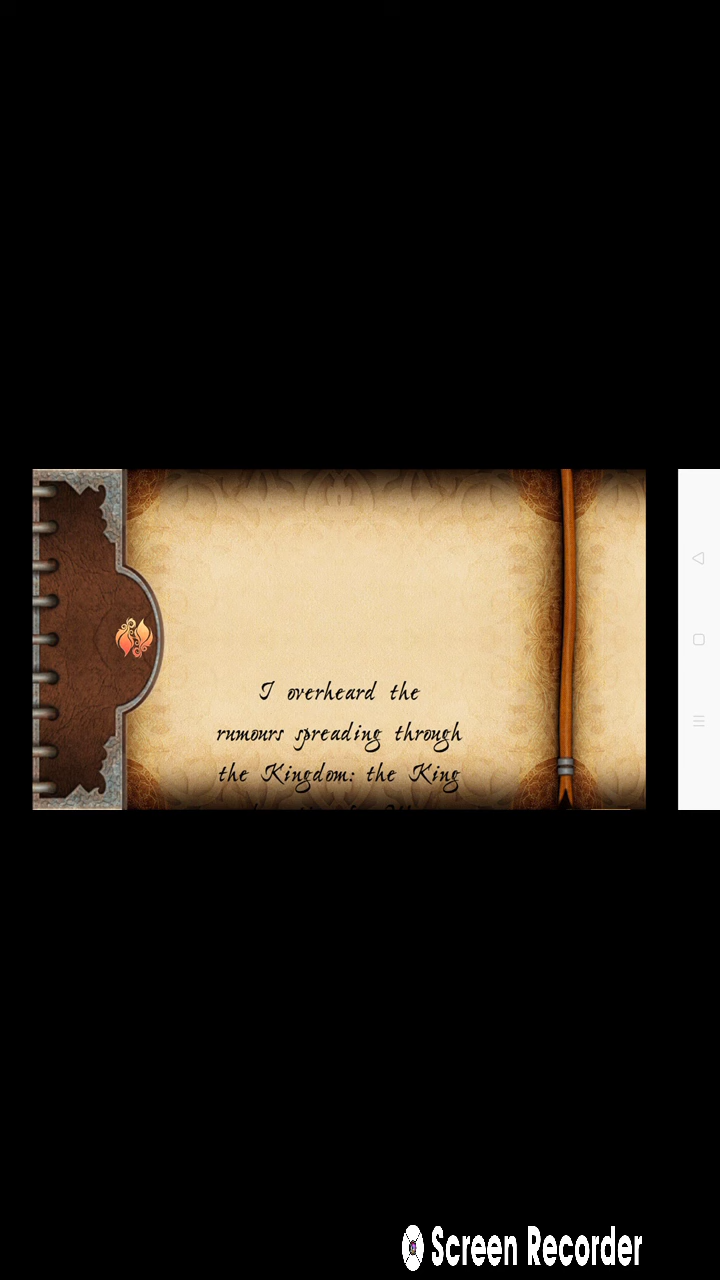 I overheard the
rumours spreading through
the Kingdom: the King
Screen Recorder